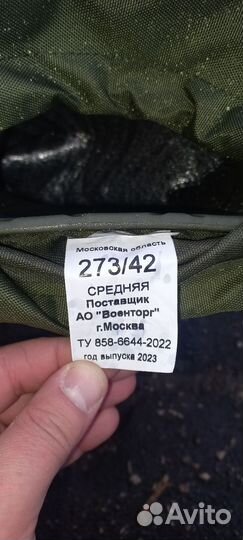 Московская область
273/42
СРЕДНЯЯ
Поставщик
АО "Военторг"
г.Москва
ТУ 858-6644-2022
год выпуска 2023
Avito